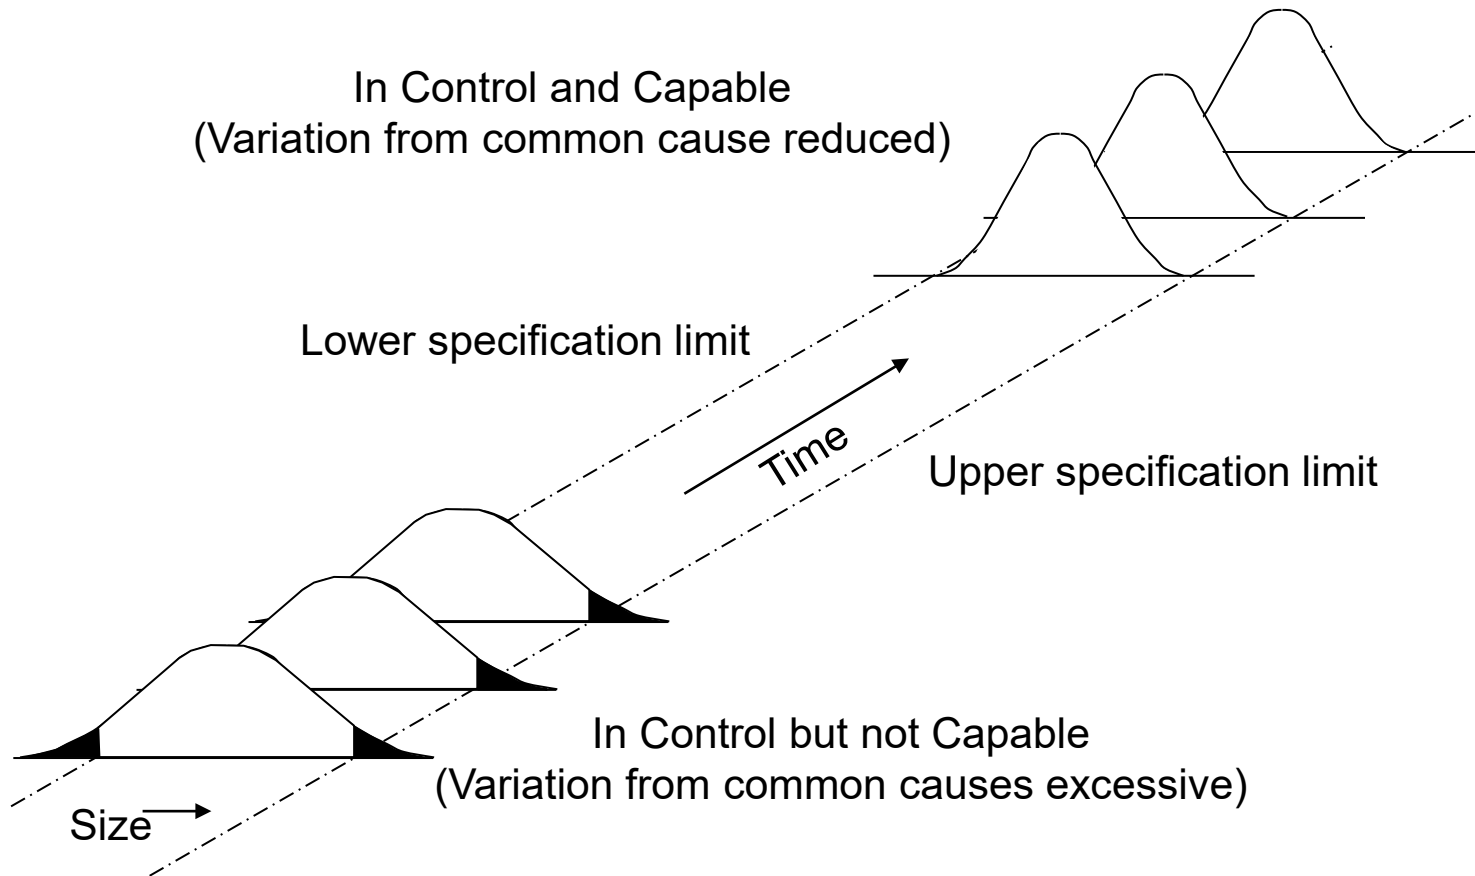 In Control and Capable
(Variation from common cause reduced)
Lower specification limit
Time
Upper specification limit
In Control but not Capable
(Variation from common causes excessive)
Size